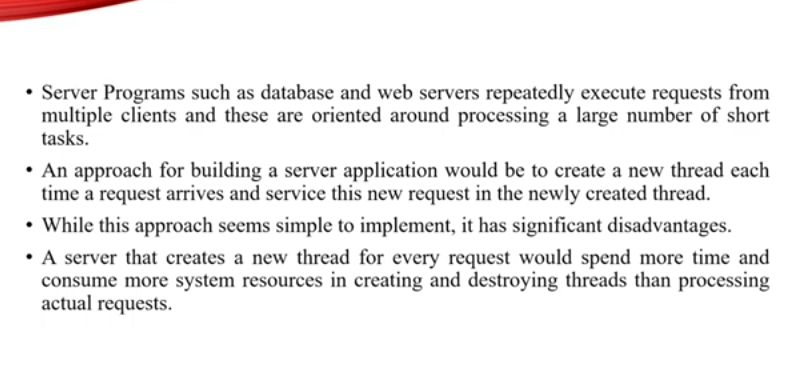 • Server Programs such as database and web servers repeatedly execute requests from
multiple clients and these are oriented around processing a large number of short
tasks.
• An approach for building a server application would be to create a new thread each
time a request arrives and service this new request in the newly created thread.
• While this approach seems simple to implement, it has significant disadvantages.
• A server that creates a new thread for every request would spend more time and
consume more system resources in creating and destroying threads than processing
actual requests.